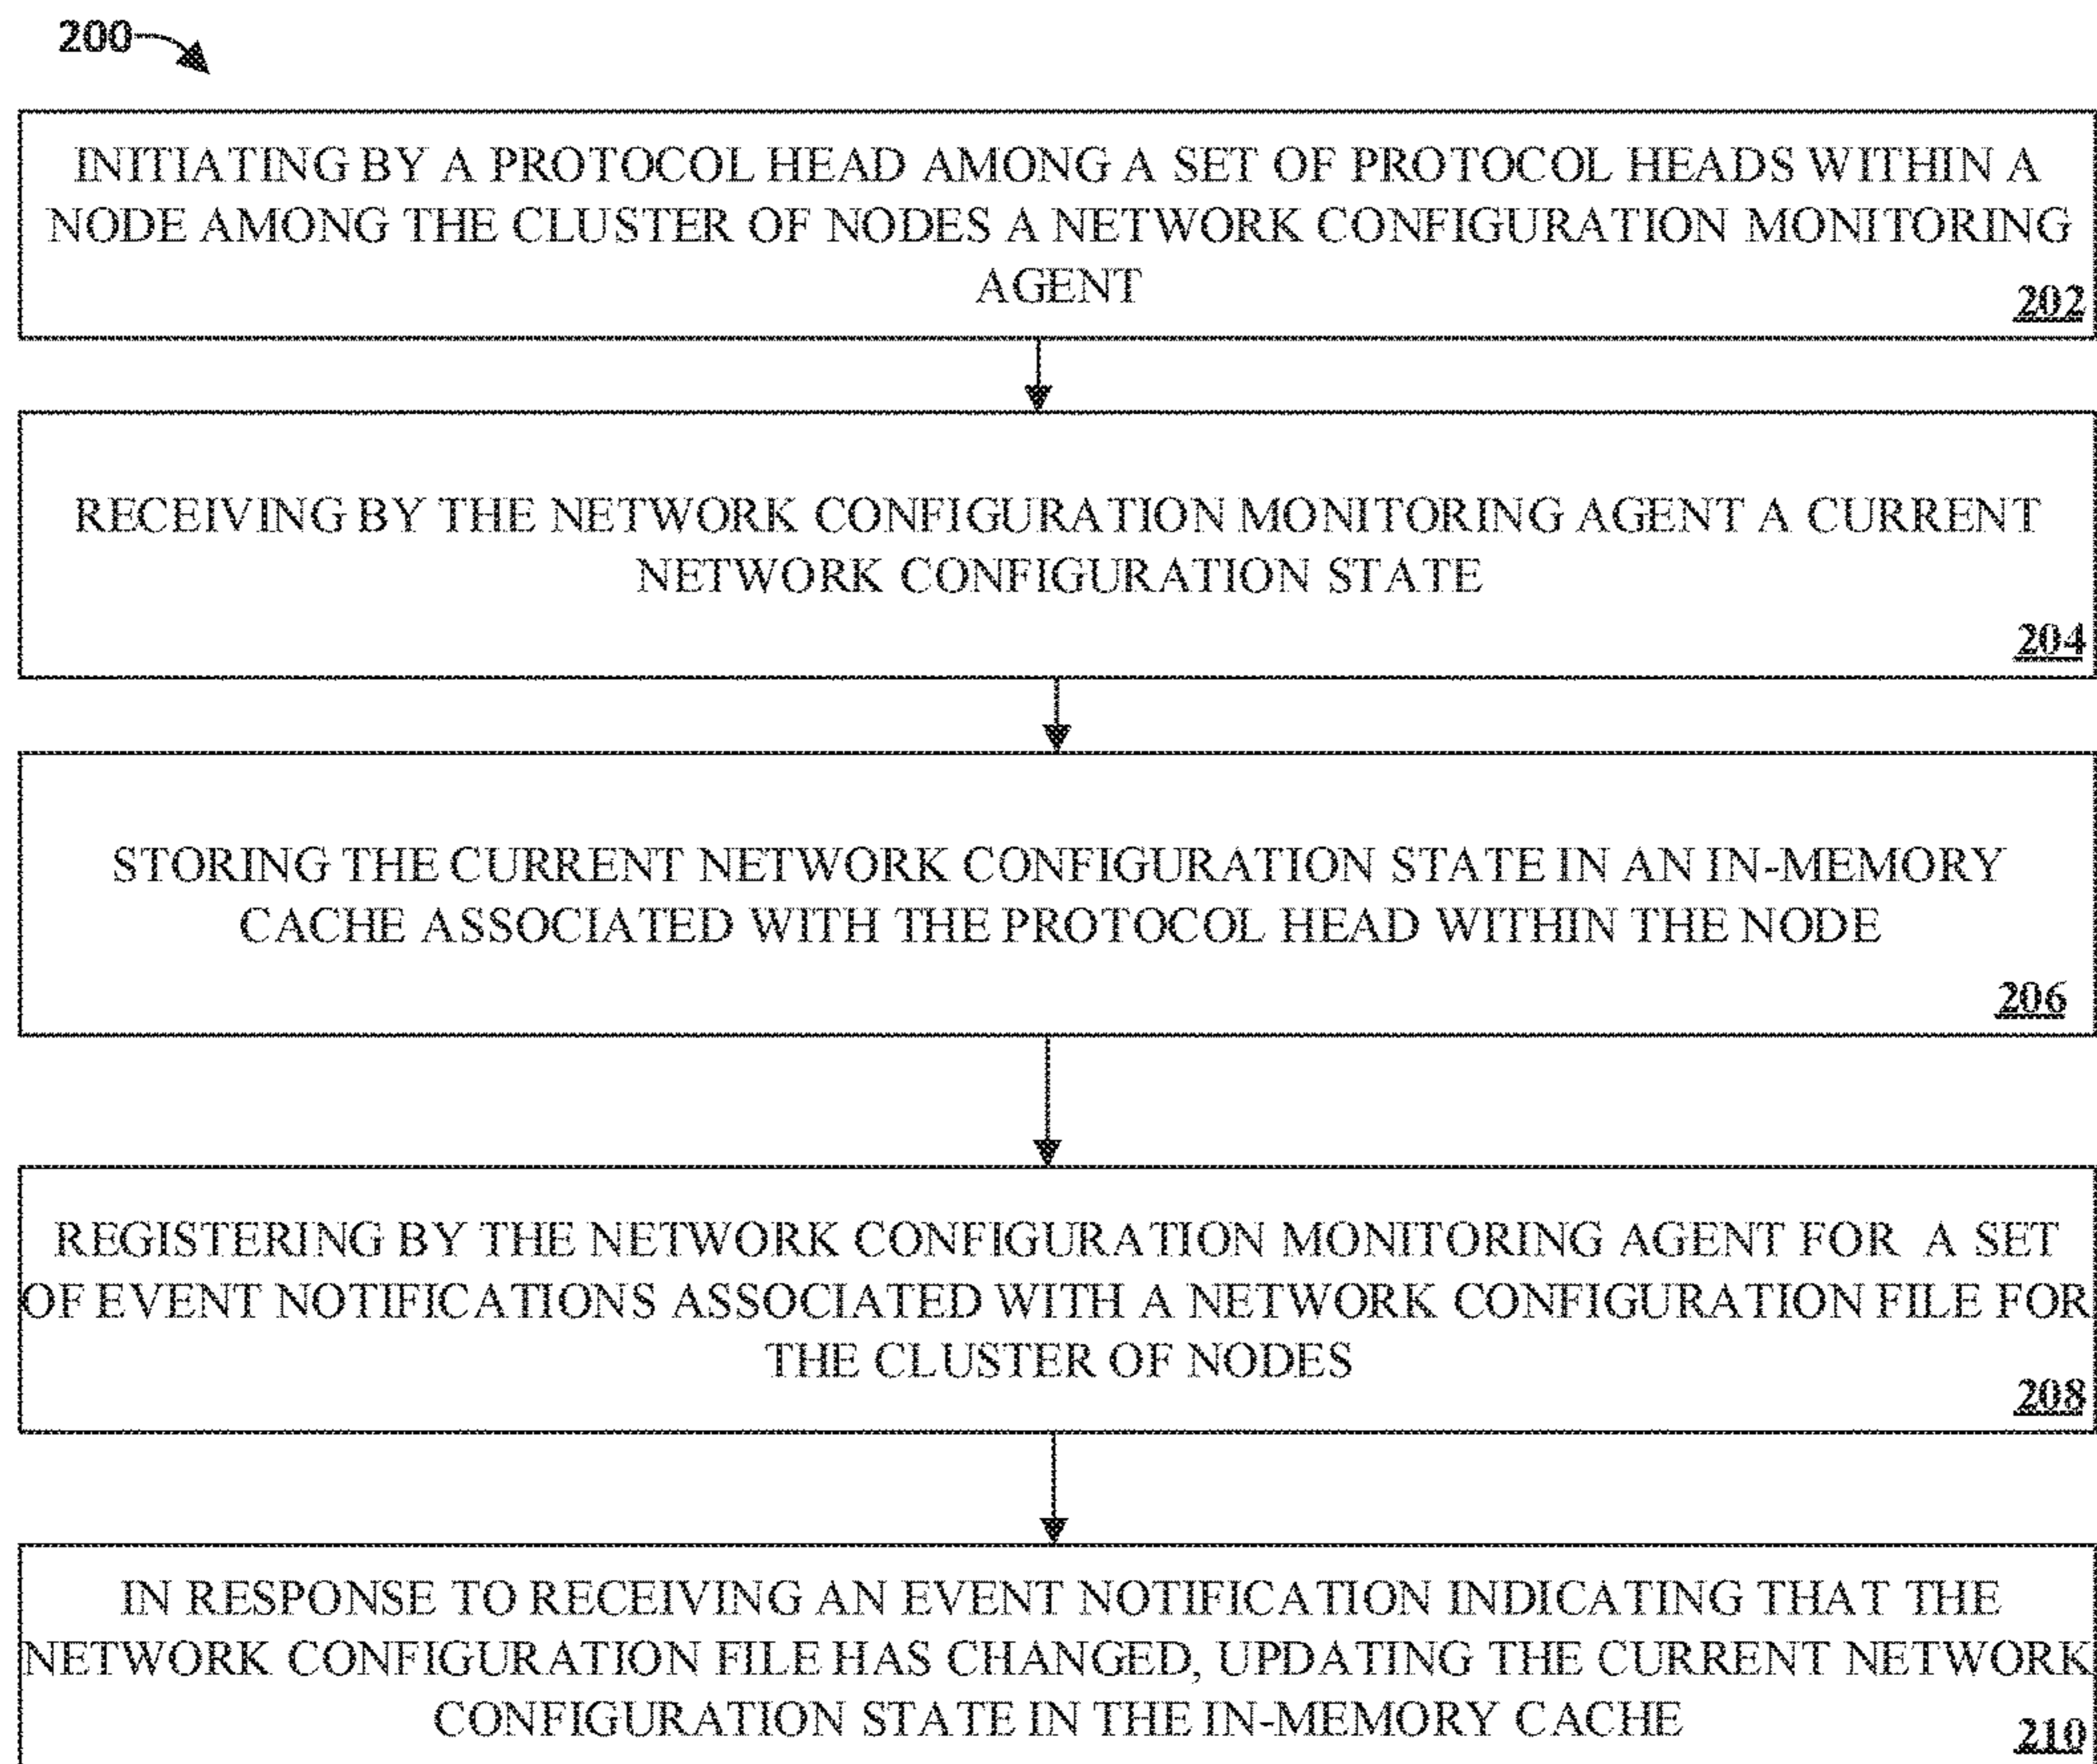 200
INITIATING BY A PROTOCOL HEAD AMONG A SET OF PROTOCOL HEADS WITHIN A
NODE AMONG THE CLUSTER OF NODES A NETWORK CONFIGURATION MONITORING
AGENT
202
RECEIVING BY THE NETWORK CONFIGURATION MONITORING AGENT A CURRENT
NETWORK CONFIGURATION STATE
204
STORING THE CURRENT NETWORK CONFIGURATION STATE IN AN IN-MEMORY
CACHE ASSOCIATED WITH THE PROTOCOL HEAD WITHIN THE NODE
206
REGISTERING BY THE NETWORK CONFIGURATION MONITORING AGENT FOR A SET
OF EVENT NOTIFICATIONS ASSOCIATED WITH A NETWORK CONFIGURATION FILE FOR
THE CLUSTER OF NODES
208
IN RESPONSE TO RECEIVING AN EVENT NOTIFICATION INDICATING THAT THE
NETWORK CONFIGURATION FILE HAS CHANGED, UPDATING THE CURRENT NETWORK
CONFIGURATION STATE IN THE IN-MEMORY CACHE
210